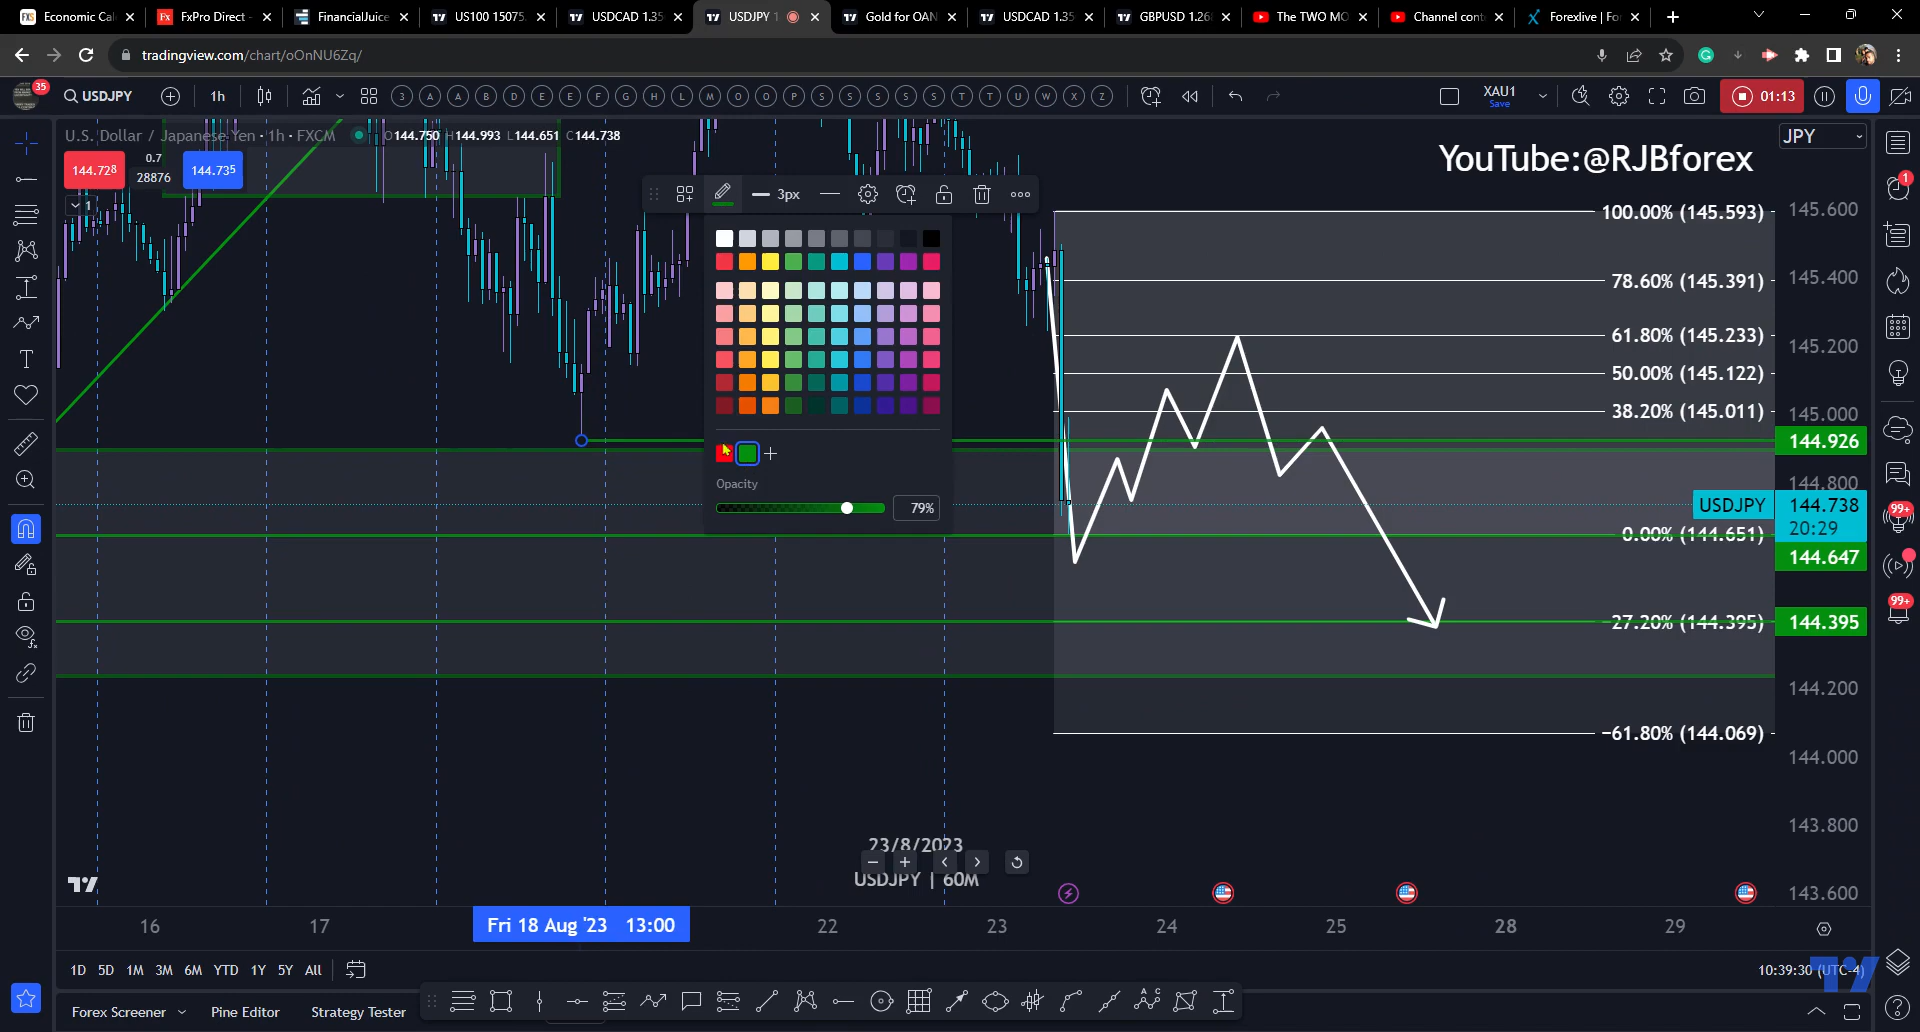 Economic Cal
FxPro Direct -
FinancialJuice
US100 15075.
USDCAD 1.35
USDJPY 1
Gold for OAN
USDCAD 1.35
GBPUSD 1.26
The TWO MO
Channel cont
Forexlive | Fo
tradingview.com/chart/oOnNU6Zq/
35
USDJPY
1h
3 A A B D E E F G H L M O O P S S S S S T T U W X Z
XAU1
Save
01:13
U.S. Dollar / Japanese Yen · 1h · FXCM
O144.750 H144.993 L144.651 C144.738
JPY
YouTube:@RJBforex
144.728
0.7
28876
144.735
1
3px
1
100.00% (145.593)
145.600
78.60% (145.391)
145.400
61.80% (145.233)
145.200
50.00% (145.122)
38.20% (145.011)
145.000
144.926
144.800
Opacity
79%
USDJPY
144.738
20:29
0.00% (144.651)
144.647
99+
-27.20% (144.395)
144.395
99+
144.200
-61.80% (144.069)
144.000
143.800
23/8/2023
USDJPY | 60M
143.600
16
17
Fri 18 Aug '23 13:00
22
23
24
25
28
29
1D 5D 1M 3M 6M YTD 1Y 5Y All
10:39:30 (UTC-4)
Forex Screener
Pine Editor
Strategy Tester